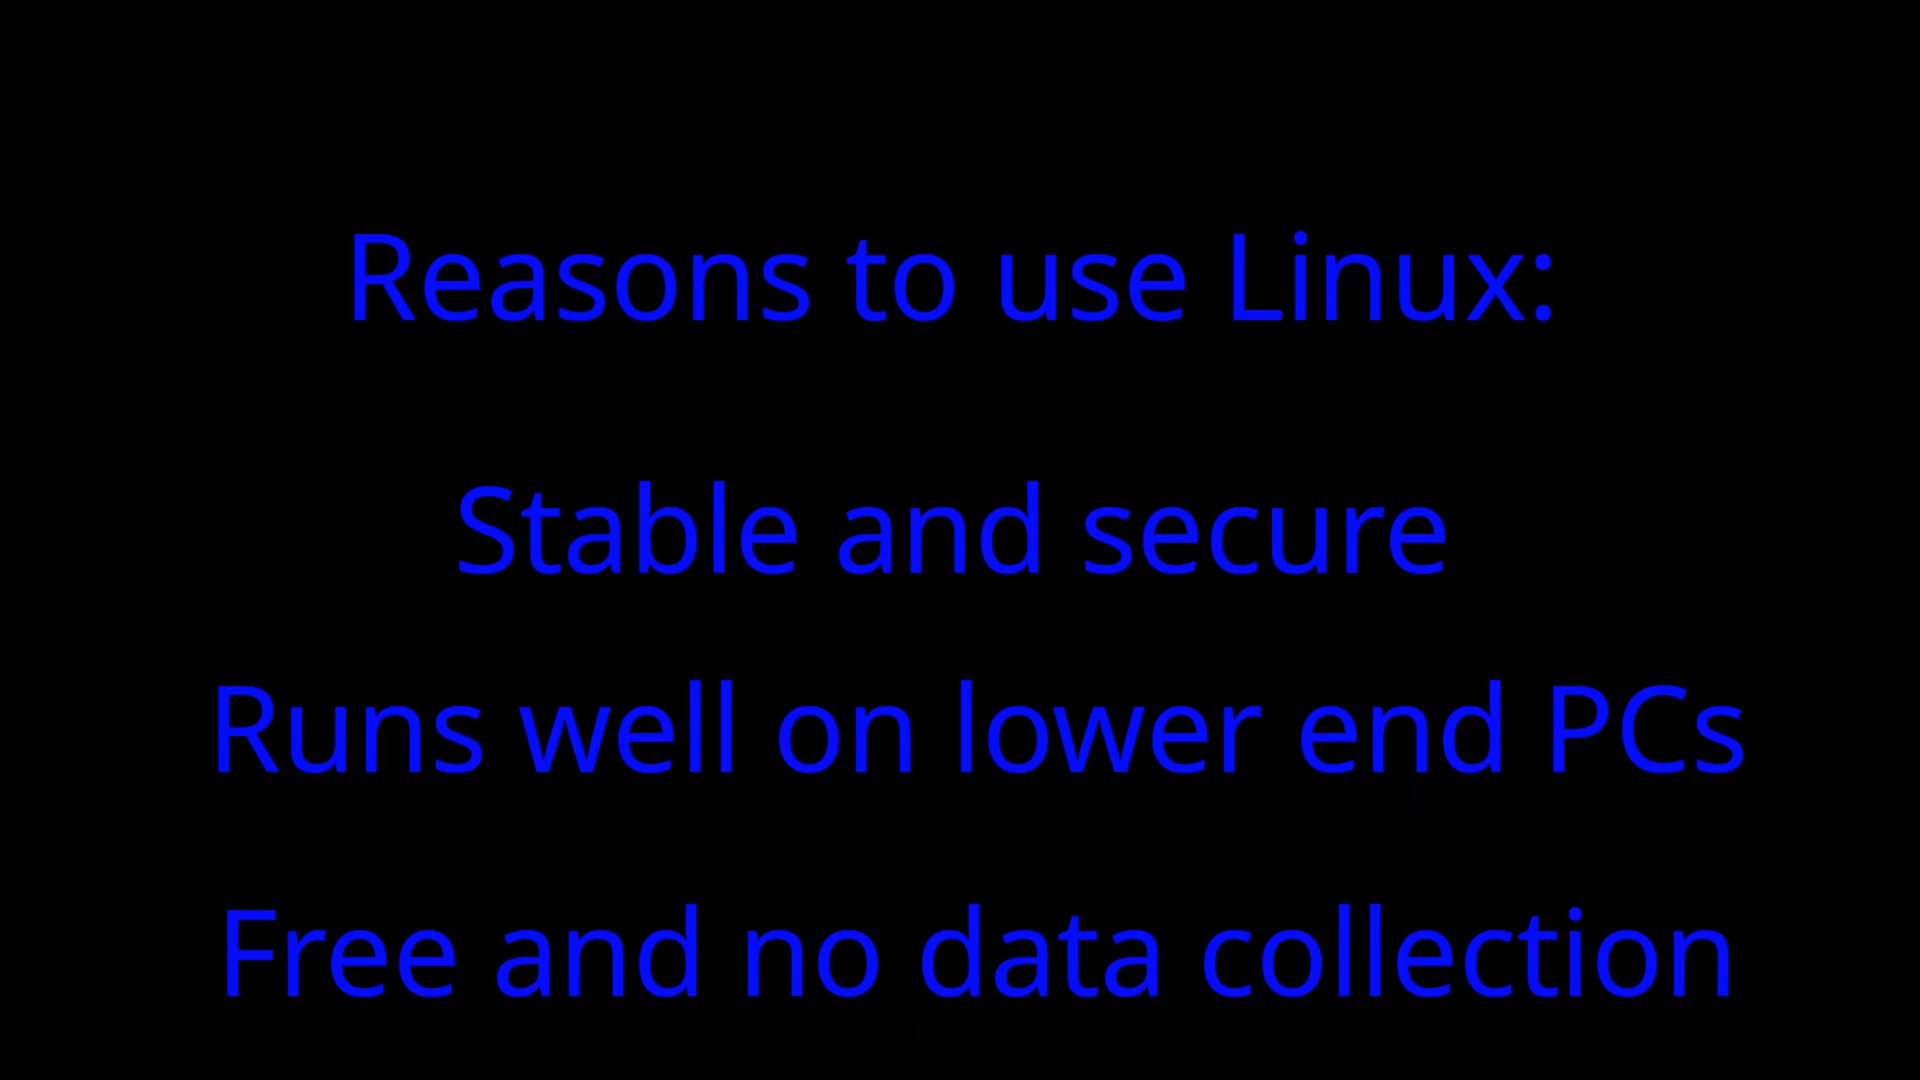 Reasons to use Linux:
Stable and secure
Runs well on lower end PCs
Free and no data collection